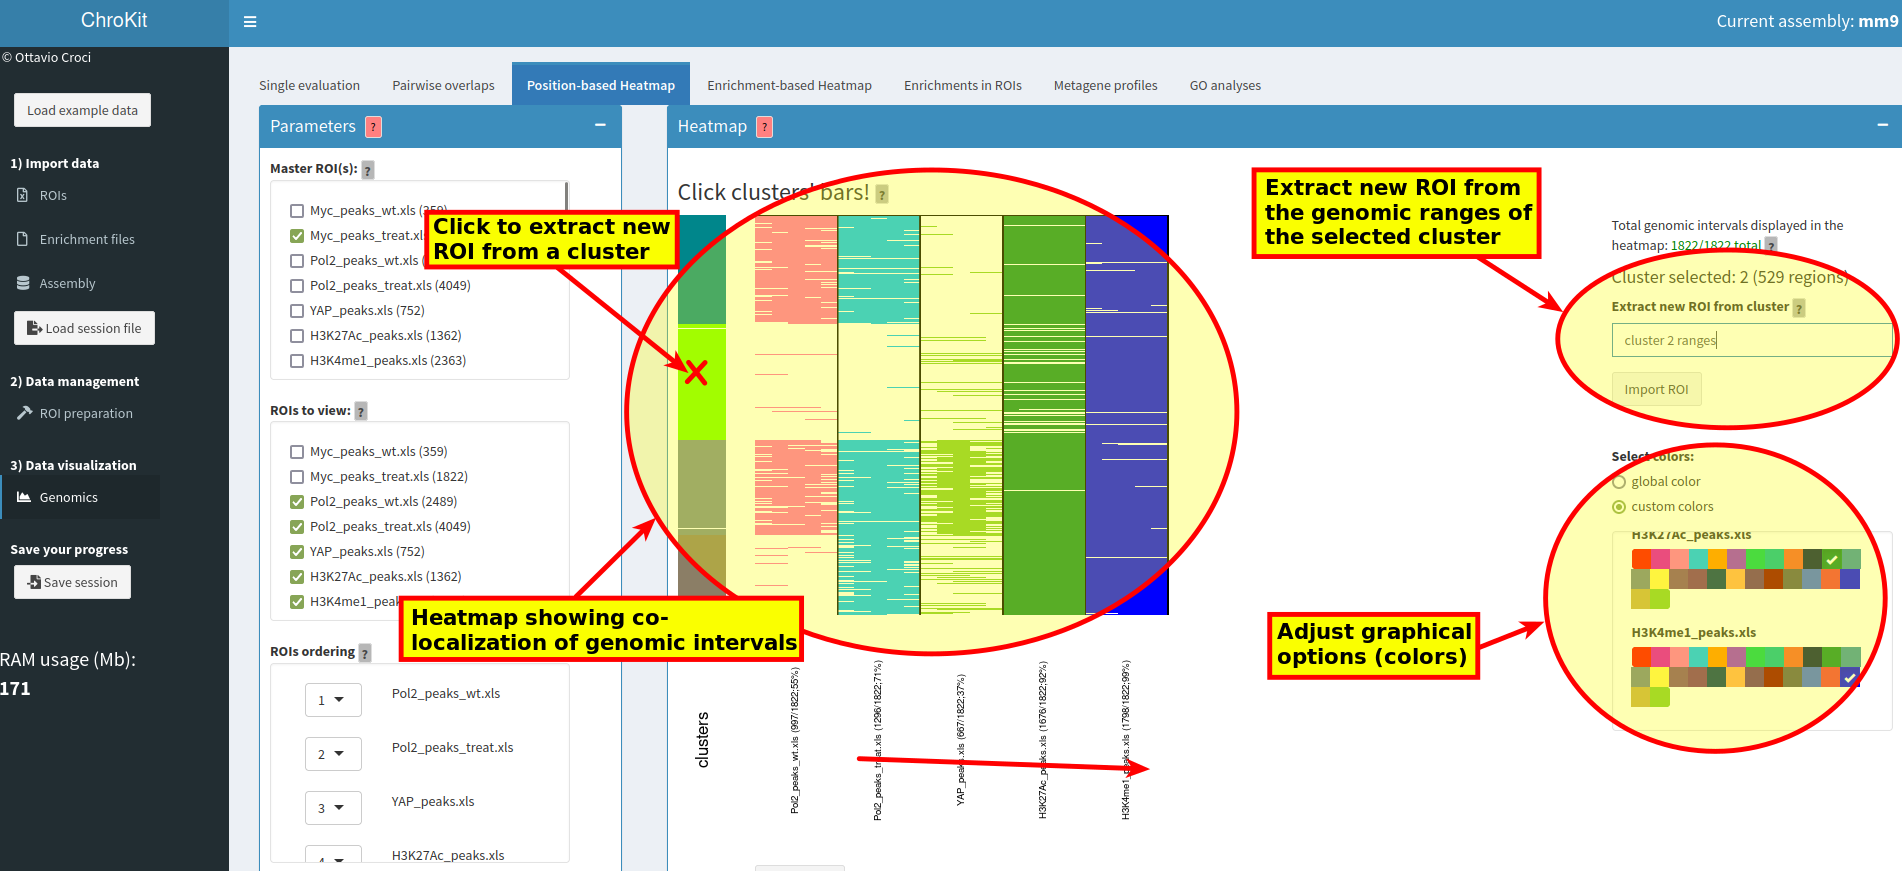 ChroKit
Current assembly: mm9
© Ottavio Croci
Load example data
1) Import data
ROIs
Enrichment files
Assembly
Load session file
2) Data management
ROI preparation
3) Data visualization
Genomics
Save your progress
Save session
RAM usage (Mb):
171
Single evaluation
Pairwise overlaps
Position-based Heatmap
Enrichment-based Heatmap
Enrichments in ROIs
Metagene profiles
GO analyses
Parameters ?
Master ROI(s): ?
Myc_peaks_wt.xls (359)
Myc_peaks_treat.xls
Pol2_peaks_wt.xls (
Pol2_peaks_treat.xls (4049)
YAP_peaks.xls (752)
H3K27Ac_peaks.xls (1362)
H3K4me1_peaks.xls (2363)
ROIs to view: ?
Myc_peaks_wt.xls (359)
Myc_peaks_treat.xls (1822)
Pol2_peaks_wt.xls (2489)
Pol2_peaks_treat.xls (4049)
YAP_peaks.xls (752)
H3K27Ac_peaks.xls (1362)
H3K4me1_peak
ROIs ordering ?
1 Pol2_peaks_wt.xls
2 Pol2_peaks_treat.xls
3 YAP_peaks.xls
4 H3K27Ac_peaks.xls
Heatmap ?
Click clusters' bars! ?
Click to extract new
ROI from a cluster
Heatmap showing co-
localization of genomic intervals
clusters
Pol2_peaks_wt.xls (997/1822;55%)
Pol2_peaks_treat.xls (1296/1822;71%)
YAP_peaks.xls (667/1822;37%)
H3K27Ac_peaks.xls (1676/1822;92%)
H3K4me1_peaks.xls (1798/1822;99%)
Extract new ROI from
the genomic ranges of
the selected cluster
Total genomic intervals displayed in the
heatmap: 1822/1822 total ?
Cluster selected: 2 (529 regions)
Extract new ROI from cluster ?
cluster 2 ranges
Import ROI
Adjust graphical
options (colors)
Select colors:
global color
custom colors
H3K27Ac_peaks.xls
H3K4me1_peaks.xls